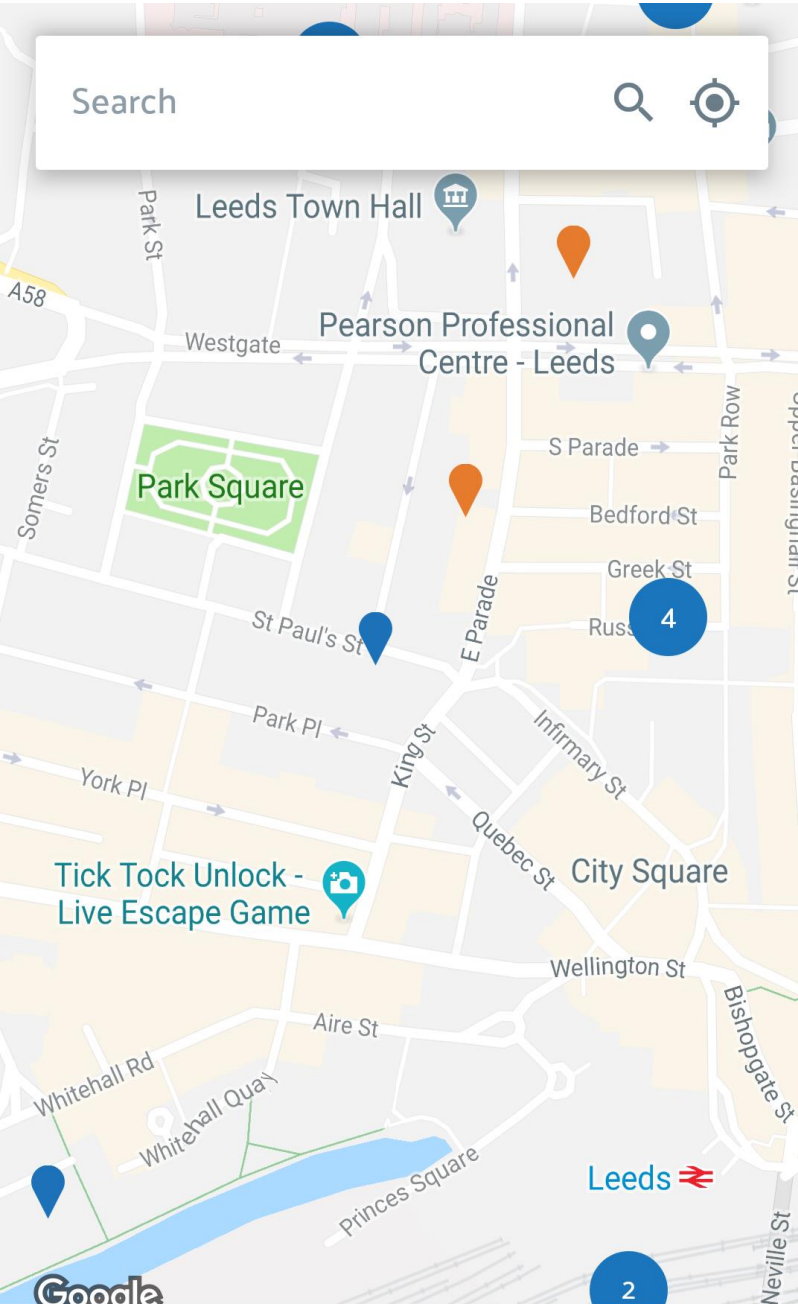 Search
Leeds Town Hall
Park St
A58
Pearson Professional
Centre - Leeds
Westgate
Park Row
S Parade
Somers St
Park Square
Bedford St
Greek St
E Parade
St Paul's St
4
Park Pl
King St
Infirmary St
York Pl
Quebec St
Tick Tock Unlock -
Live Escape Game
City Square
Wellington St
Aire St
Bishopgate St
Whitehall Rd
Whitehall Quay
Princes Square
Leeds
Neville St
Google
2